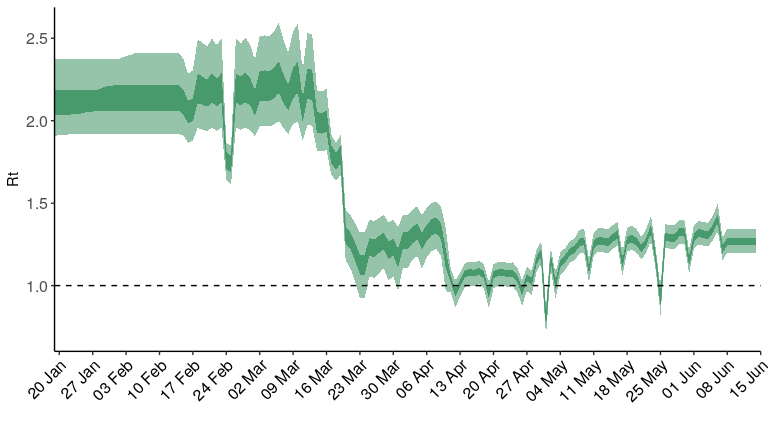 2.5
2.0
1.5
1.0
Rt
20 Jan
27 Jan
03 Feb
10 Feb
17 Feb
24 Feb
02 Mar
09 Mar
16 Mar
23 Mar
30 Mar
06 Apr
13 Apr
20 Apr
27 Apr
04 May
11 May
18 May
25 May
01 Jun
08 Jun
15 Jun